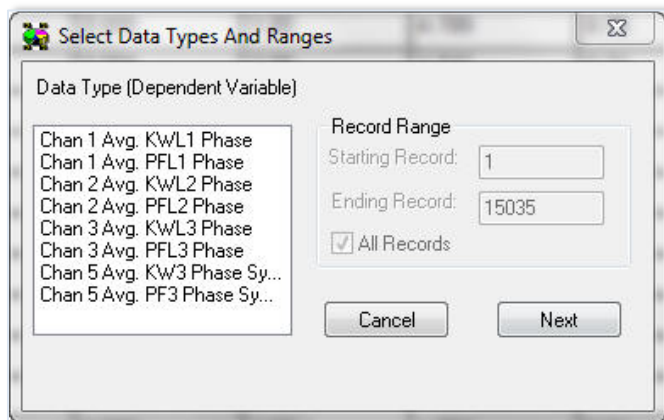 Select Data Types And Ranges
Data Type (Dependent Variable)
Chan 1 Avg. KWL1 Phase
Chan 1 Avg. PFL1 Phase
Chan 2 Avg. KWL2 Phase
Chan 2 Avg. PFL2 Phase
Chan 3 Avg. KWL3 Phase
Chan 3 Avg. PFL3 Phase
Chan 5 Avg. KW3 Phase Sy...
Chan 5 Avg. PF3 Phase Sy...
Record Range
Starting Record: 1
Ending Record: 15035
All Records
Cancel Next